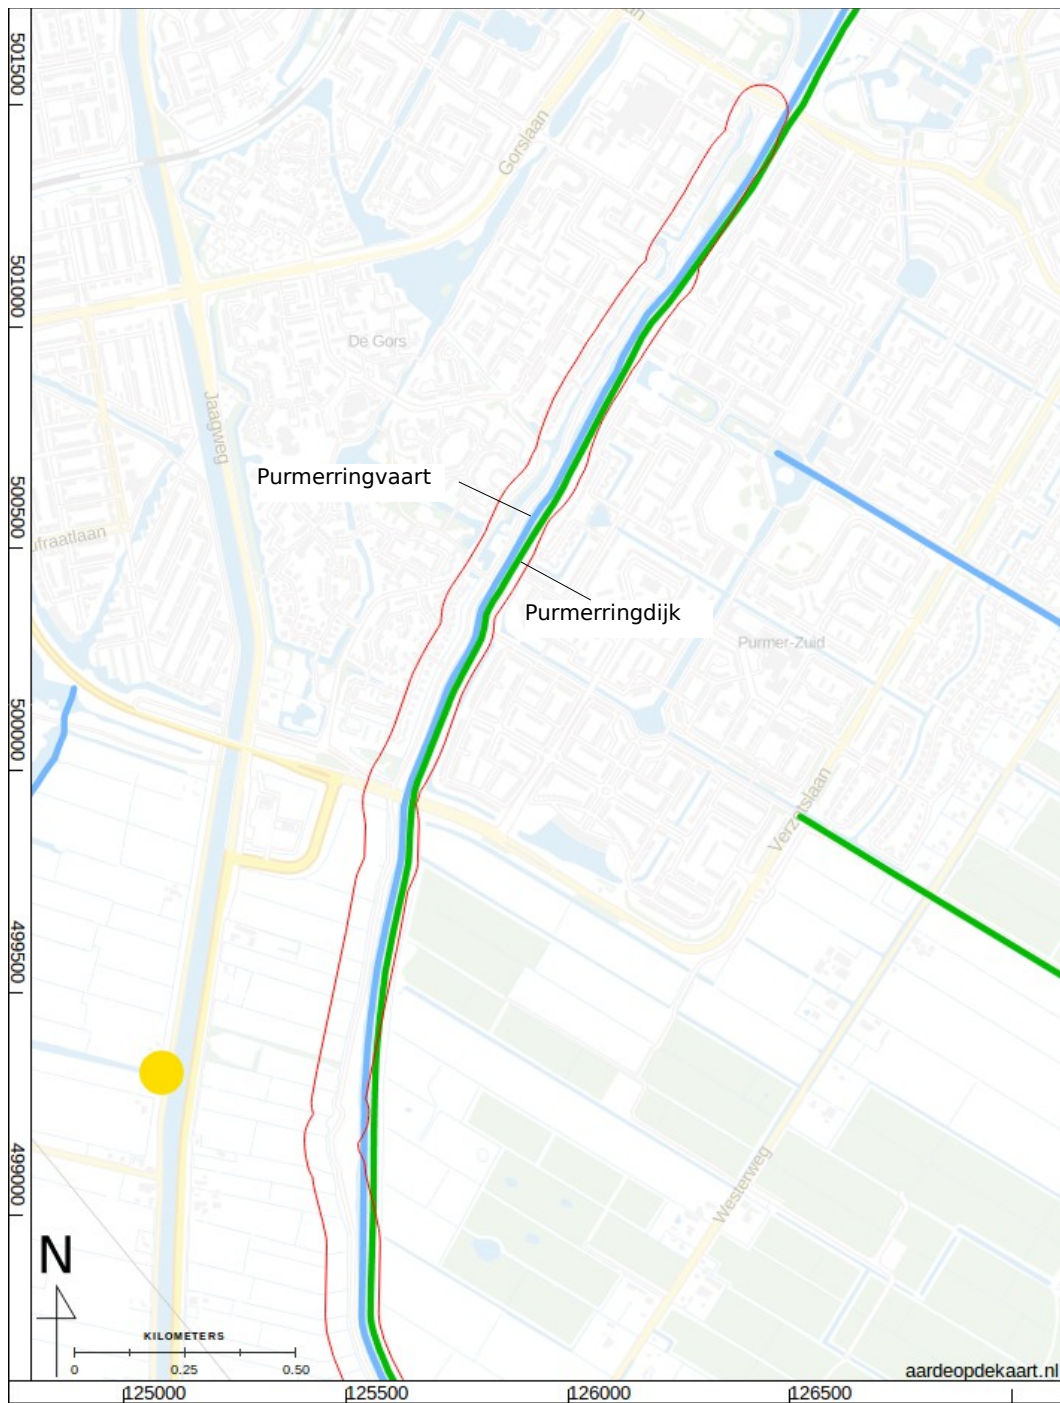 501500
Gorslaan
501000
De Gors
Jaagweg
Purmerringvaart
500500
ufraatlaan
Purmerringdijk
Purmer-Zuid
500000
Verzetslaan
499500
499000
Westerweg
N
KILOMETERS
0 0.25 0.50
aardeopdekaart.nl
125000 125500 126000 126500